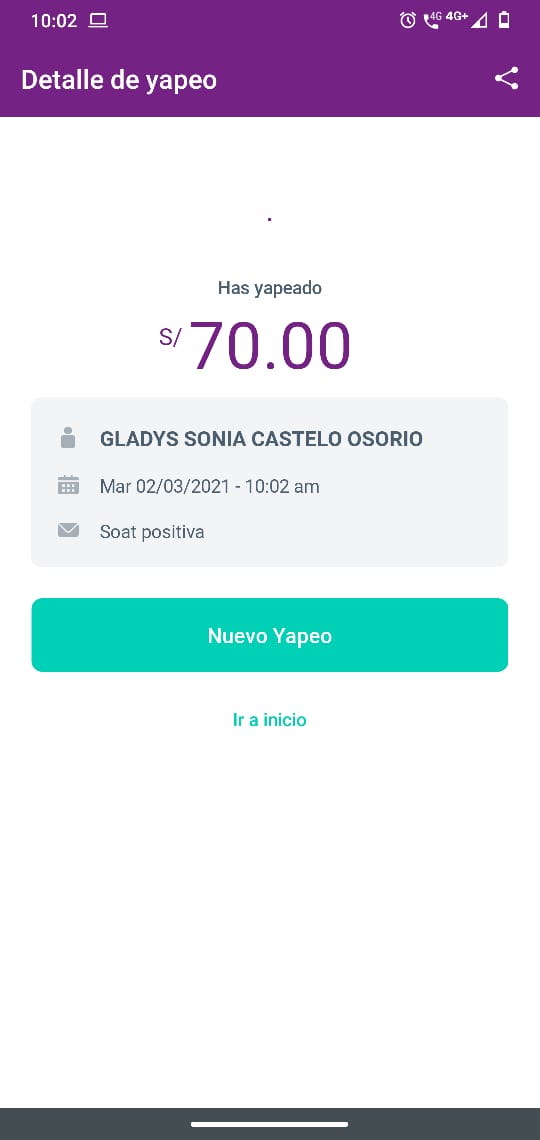 10:02 4G 4G+
Detalle de yapeo
Has yapeado
S/ 70.00
GLADYS SONIA CASTELO OSORIO
Mar 02/03/2021 - 10:02 am
Soat positiva
Nuevo Yapeo
Ir a inicio